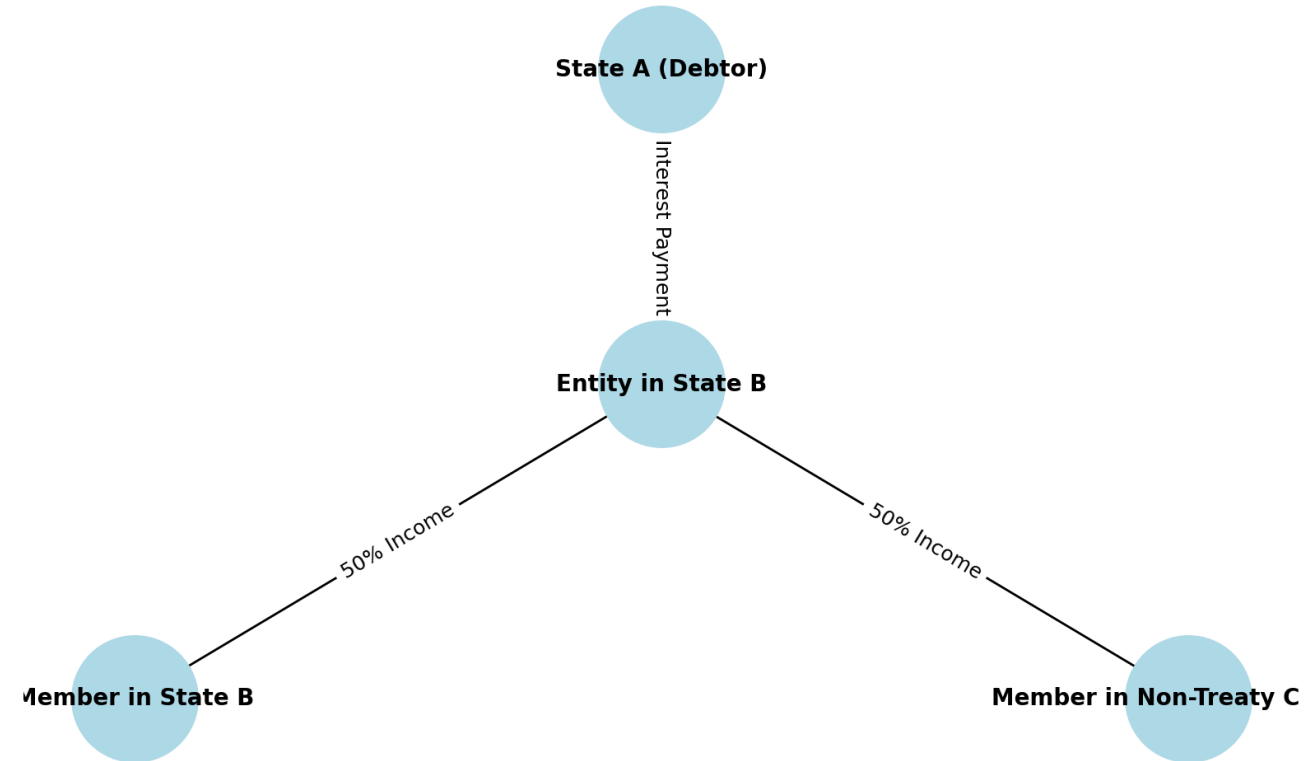 State A (Debtor)
Interest Payment
Entity in State B
50% Income
50% Income
Member in State B
Member in Non-Treaty C